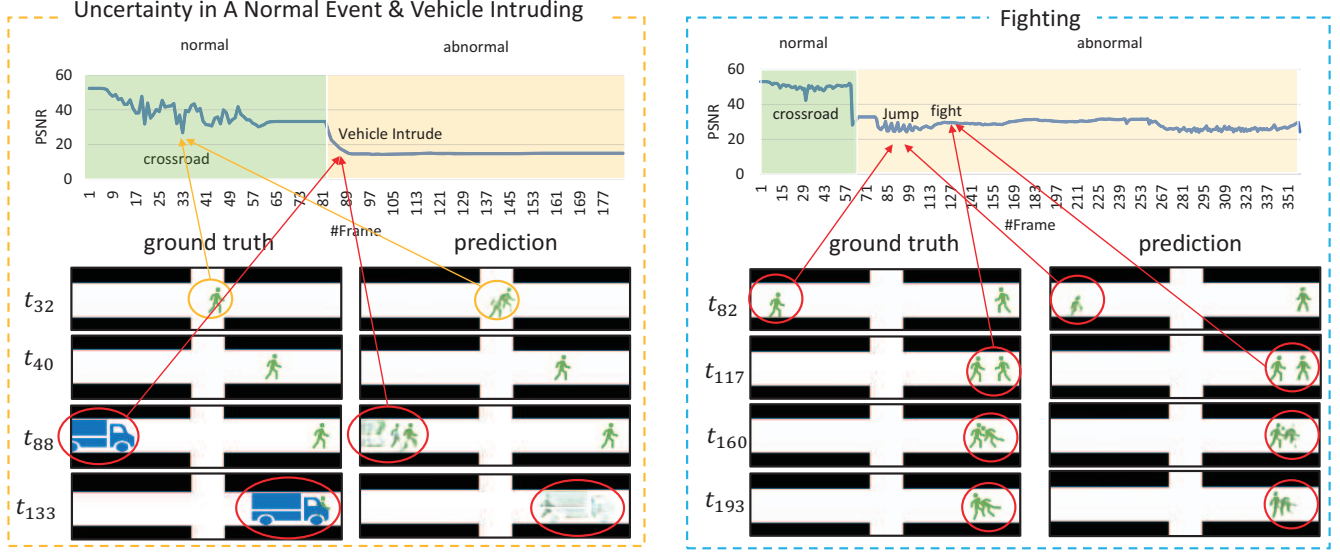 Uncertainty in A Normal Event & Vehicle Intruding
normal
abnormal
60
40
20
0
PSNR
crossroad
Vehicle Intrude
1
9
17
25
33
41
49
57
65
73
81
89
97
105
113
121
129
137
145
153
161
169
177
#Frame
ground truth
prediction
t32
t40
t88
t133
Fighting
normal
abnormal
60
40
20
0
PSNR
crossroad
Jump
fight
1
15
29
43
57
71
85
99
113
127
141
155
169
183
197
211
225
239
253
267
281
295
309
323
337
351
#Frame
ground truth
prediction
t82
t117
t160
t193